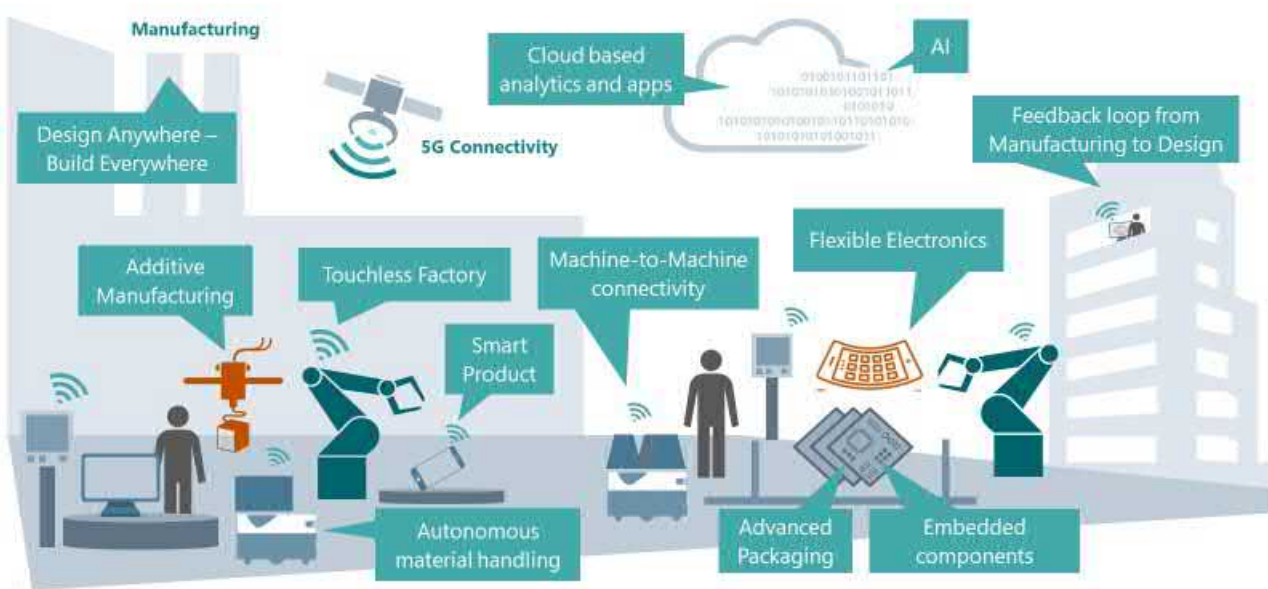 Manufacturing
Design Anywhere –
Build Everywhere
5G Connectivity
Cloud based
analytics and apps
AI
0100101101101
Feedback loop from
Manufacturing to Design
Additive
Manufacturing
Touchless Factory
Smart
Product
Machine-to-Machine
connectivity
Flexible Electronics
Autonomous
material handling
Advanced
Packaging
Embedded
components